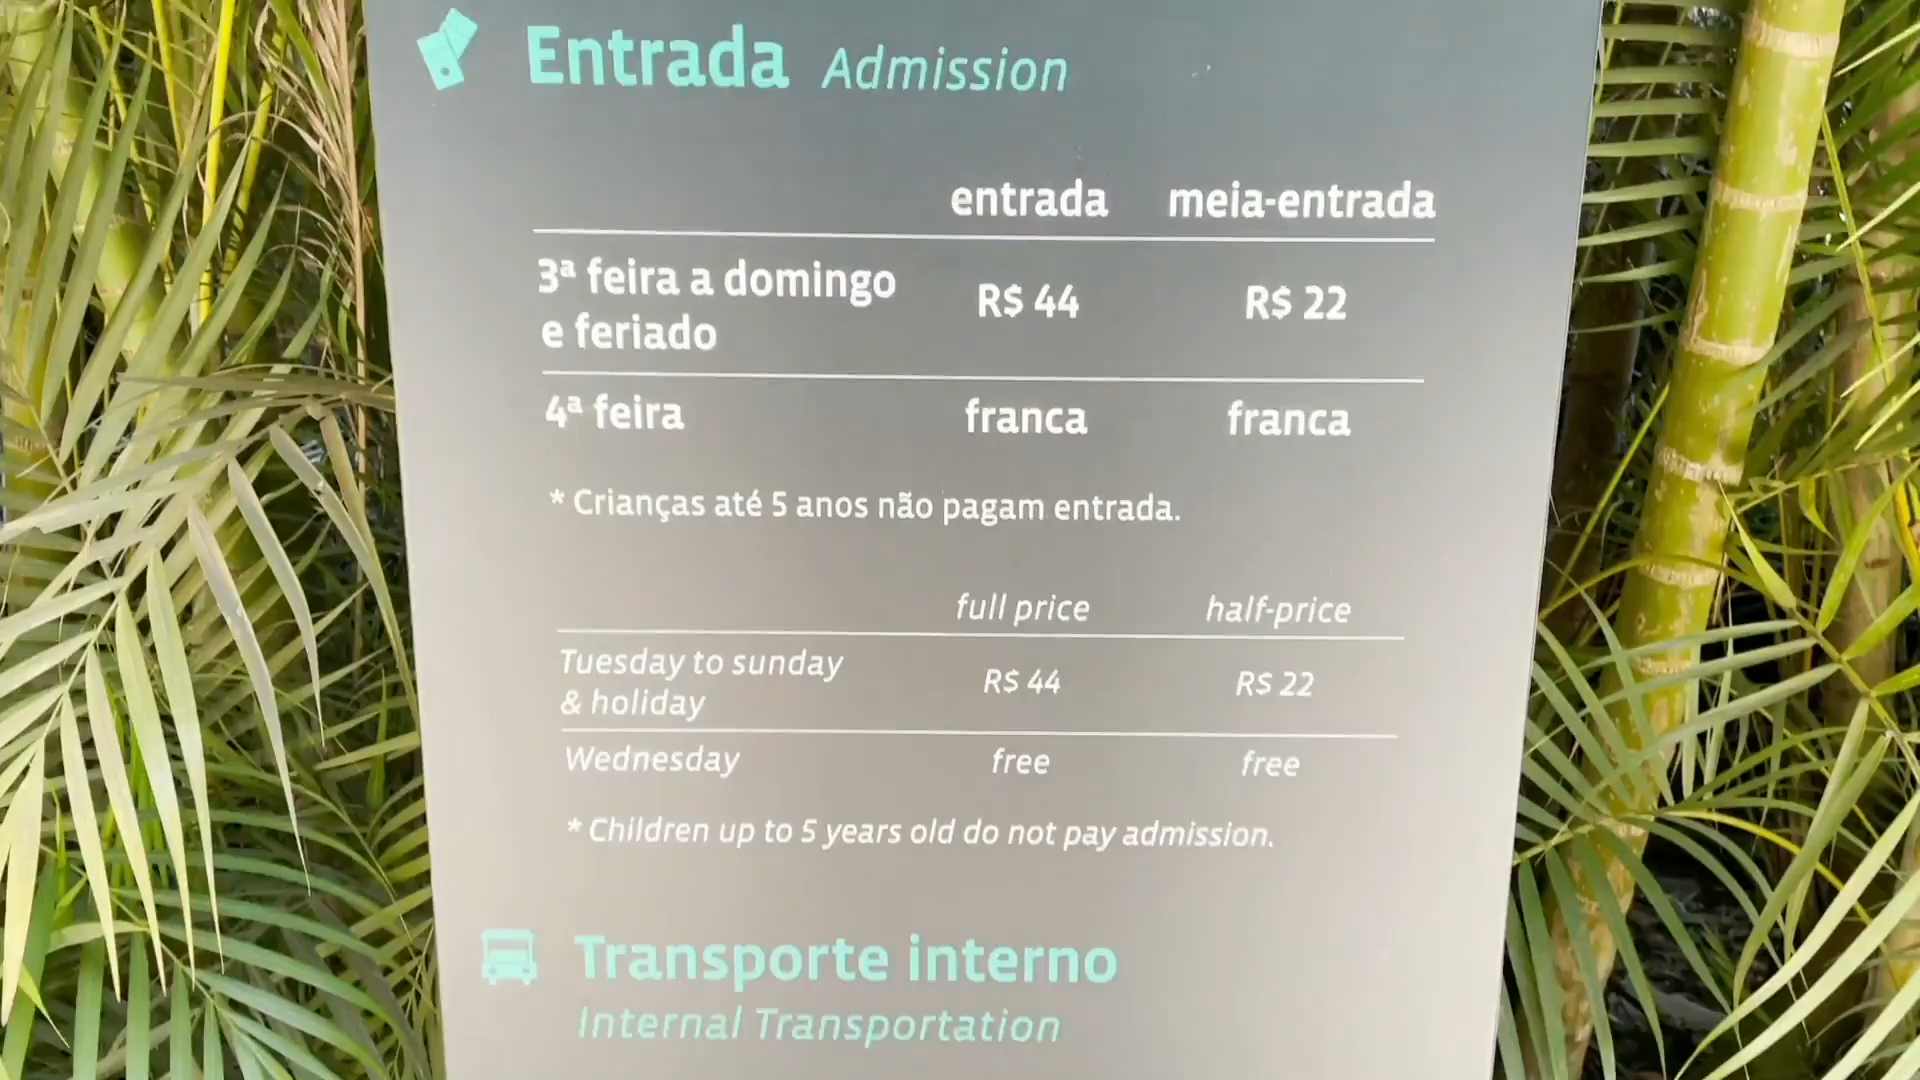 Entrada Admission
entrada meia-entrada
3ª feira a domingo
e feriado R$ 44 R$ 22
4ª feira franca franca
* Crianças até 5 anos não pagam entrada.
full price half-price
Tuesday to sunday
& holiday R$ 44 R$ 22
Wednesday free free
* Children up to 5 years old do not pay admission.
Transporte interno
Internal Transportation